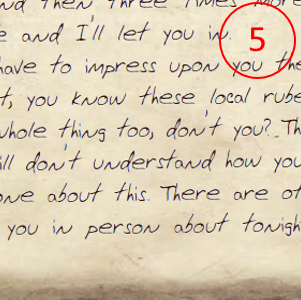 and then three times more
e and I'll let you in.
5
have to impress upon you the
t, you know these local rube
whole thing too, don't you? Th
ill don't understand how you
one about this. There are ot
you in person about tonigh